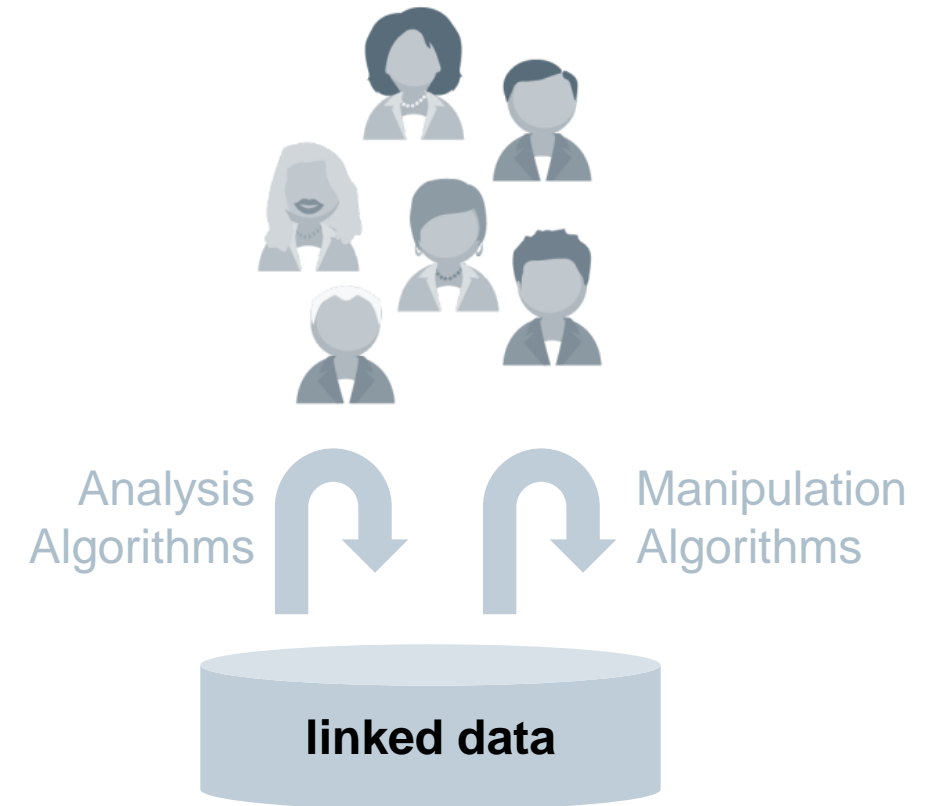 Analysis
Algorithms
Manipulation
Algorithms
linked data